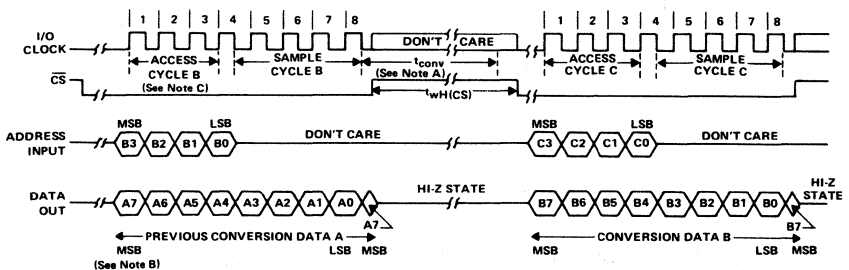 1 2 3 4 5 6 7 8 1 2 3 4 5 6 7 8
I/O CLOCK
DON'T CARE
ACCESS CYCLE B
(See Note C)
SAMPLE CYCLE B
tconv
(See Note A)
ACCESS CYCLE C
SAMPLE CYCLE C
CS
twH(CS)
MSB LSB MSB LSB
ADDRESS INPUT
B3 B2 B1 B0 DON'T CARE C3 C2 C1 C0 DON'T CARE
DATA OUT
A7 A6 A5 A4 A3 A2 A1 A0 HI-Z STATE B7 B6 B5 B4 B3 B2 B1 B0 HI-Z STATE
A7 B7
PREVIOUS CONVERSION DATA A CONVERSION DATA B
MSB LSB MSB MSB LSB MSB
(See Note B)